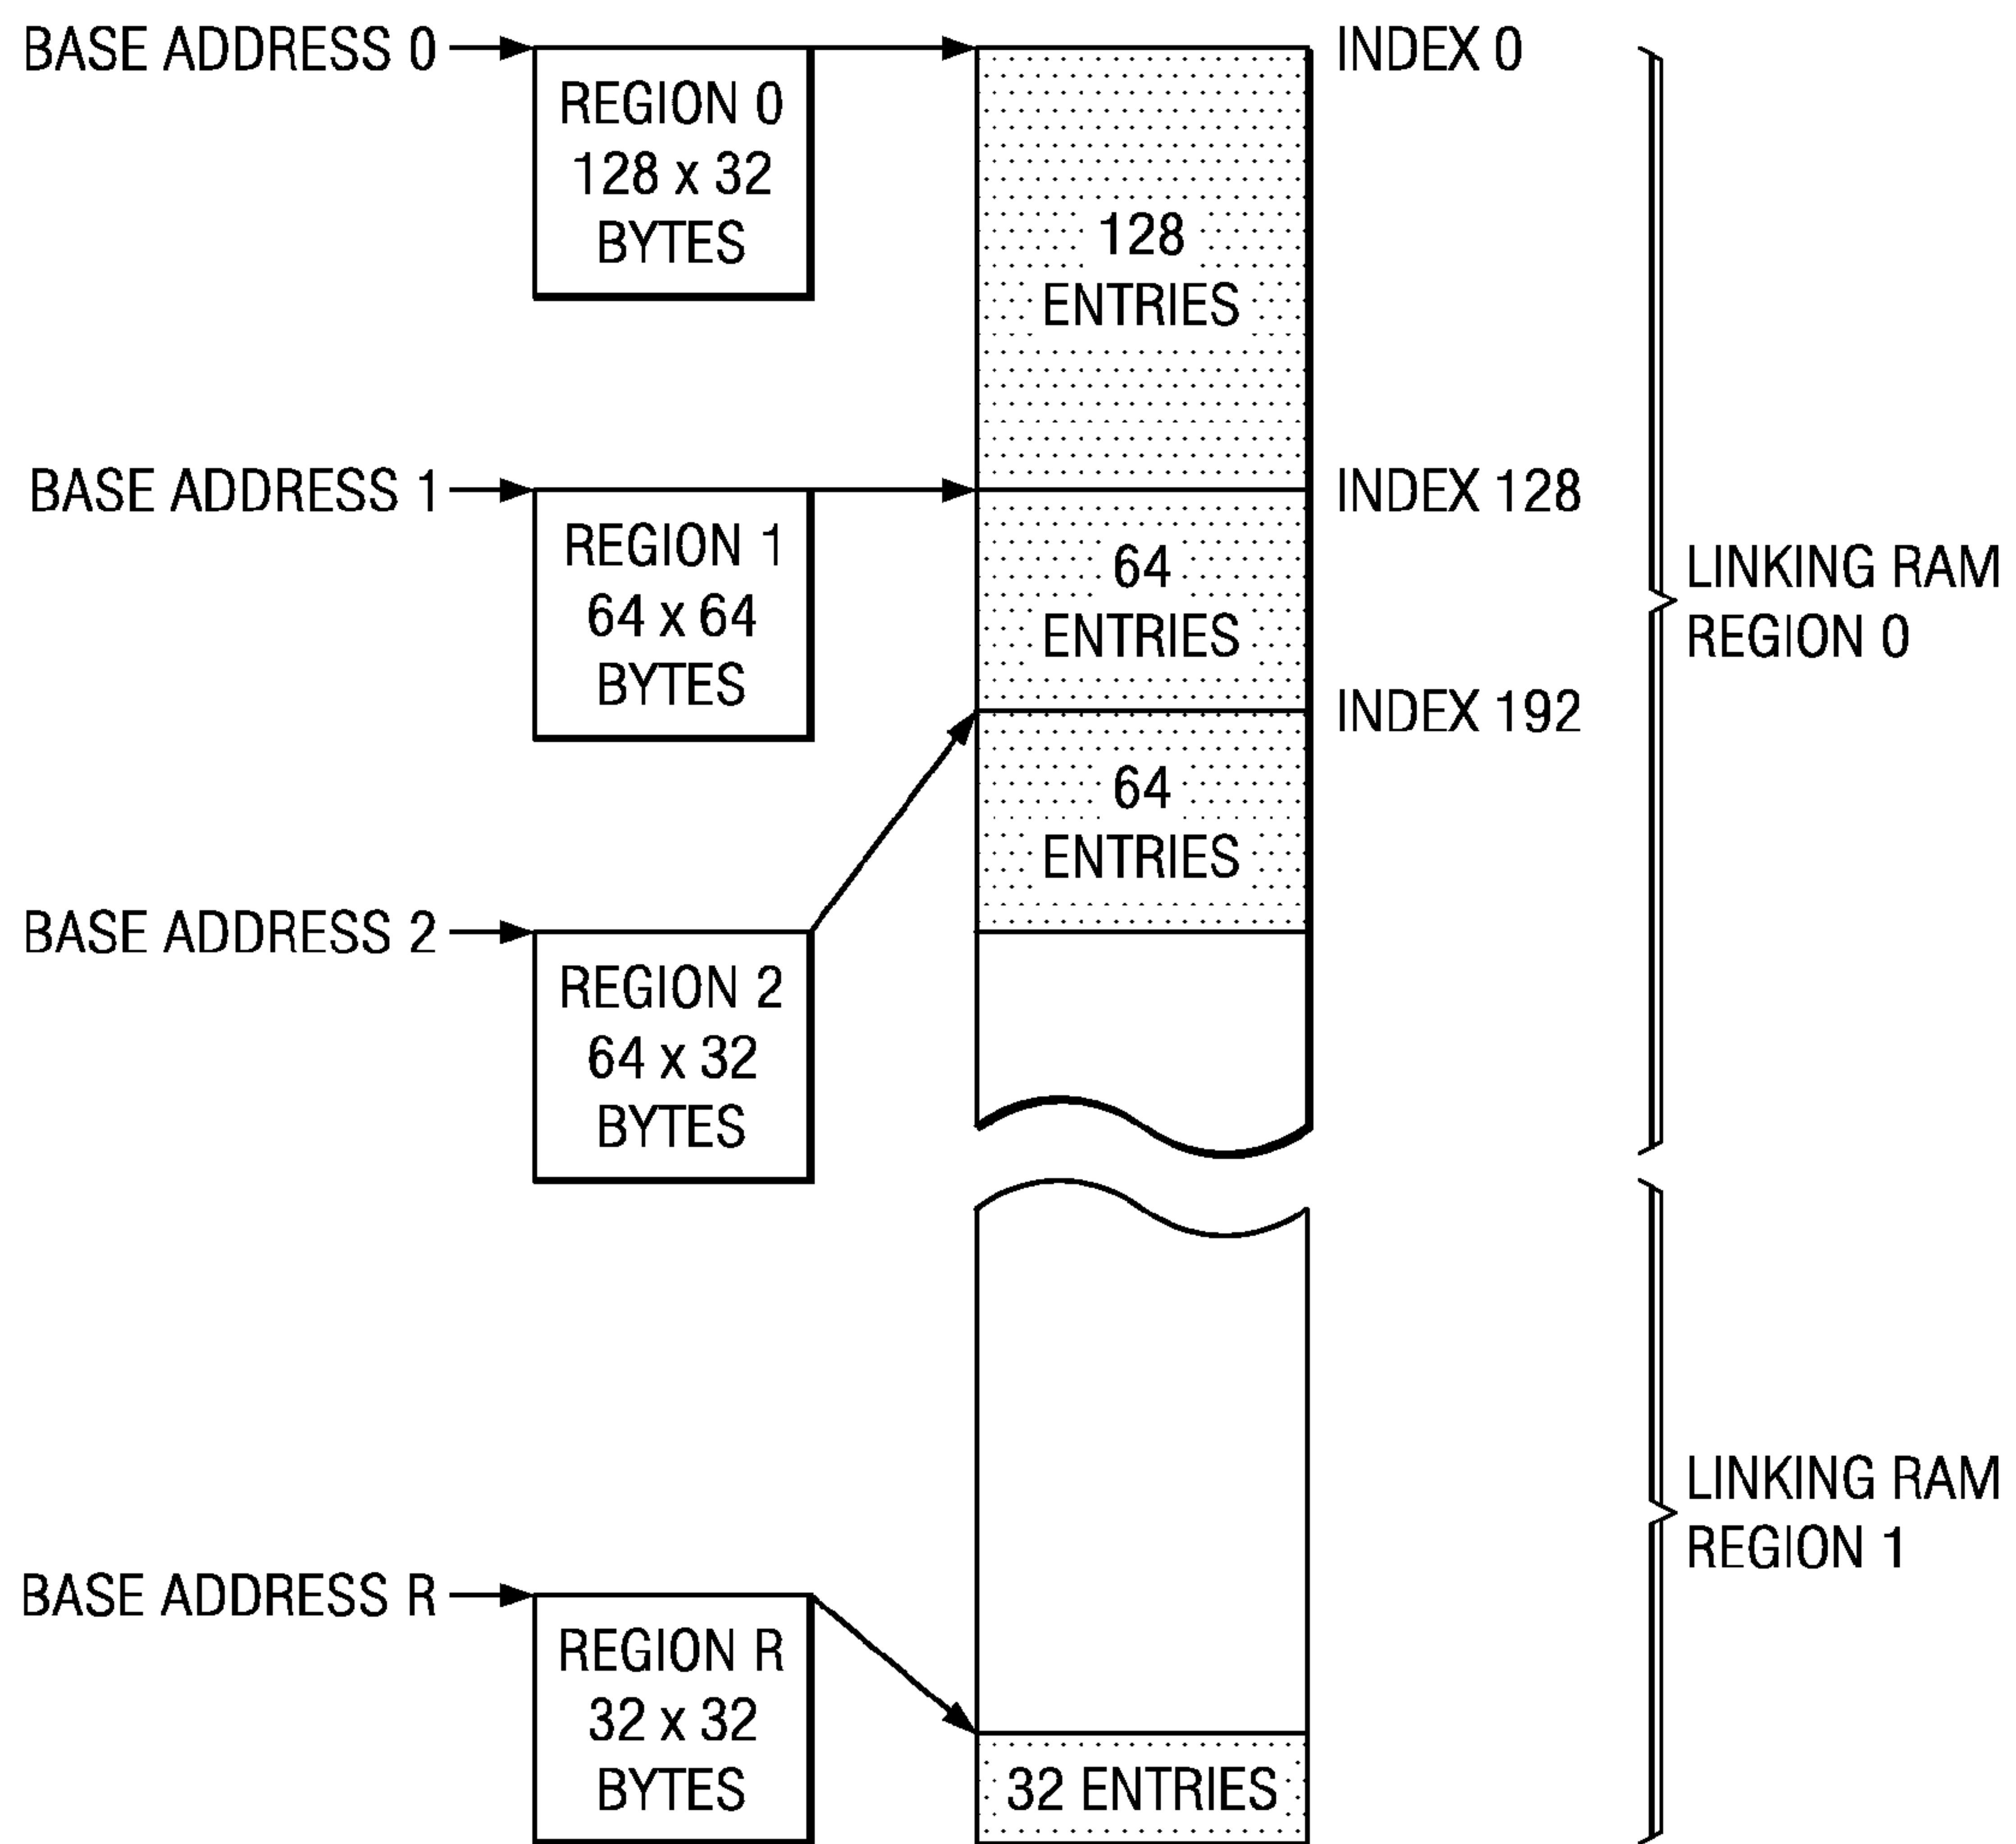 BASE ADDRESS 0
REGION 0
128 x 32
BYTES
128
ENTRIES
INDEX 0
BASE ADDRESS 1
REGION 1
64 x 64
BYTES
64
ENTRIES
INDEX 128
INDEX 192
LINKING RAM
REGION 0
64
ENTRIES
BASE ADDRESS 2
REGION 2
64 x 32
BYTES
LINKING RAM
REGION 1
BASE ADDRESS R
REGION R
32 x 32
BYTES
32 ENTRIES